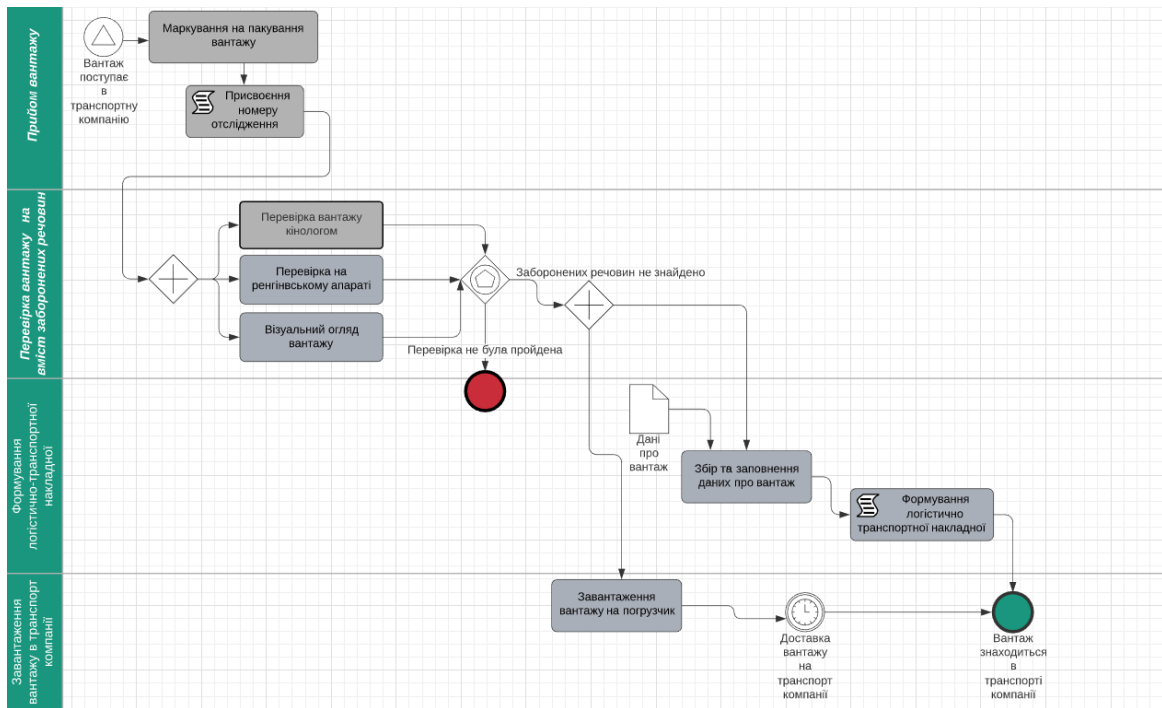 Прийом вантажу
Вантаж
поступає
в
транспортну
компанію
Маркування на пакування
вантажу
Присвоєння
номеру
отслідження
Перевірка вантажу на
вміст заборонених речовин
Перевірка вантажу
кінологом
Перевірка на
ренгінвському апараті
Візуальний огляд
вантажу
Заборонених речовин не знайдено
Перевірка не була пройдена
Формування
логістично-транспортної
накладної
Дані
про
вантаж
Збір та заповнення
даних про вантаж
Формування
логістично
транспортної накладної
Завантаження
вантажу в транспорт
компанії
Завантаження
вантажу на погрузчик
Доставка
вантажу
на
транспорт
компанії
Вантаж
знаходиться
в
транспорті
компанії